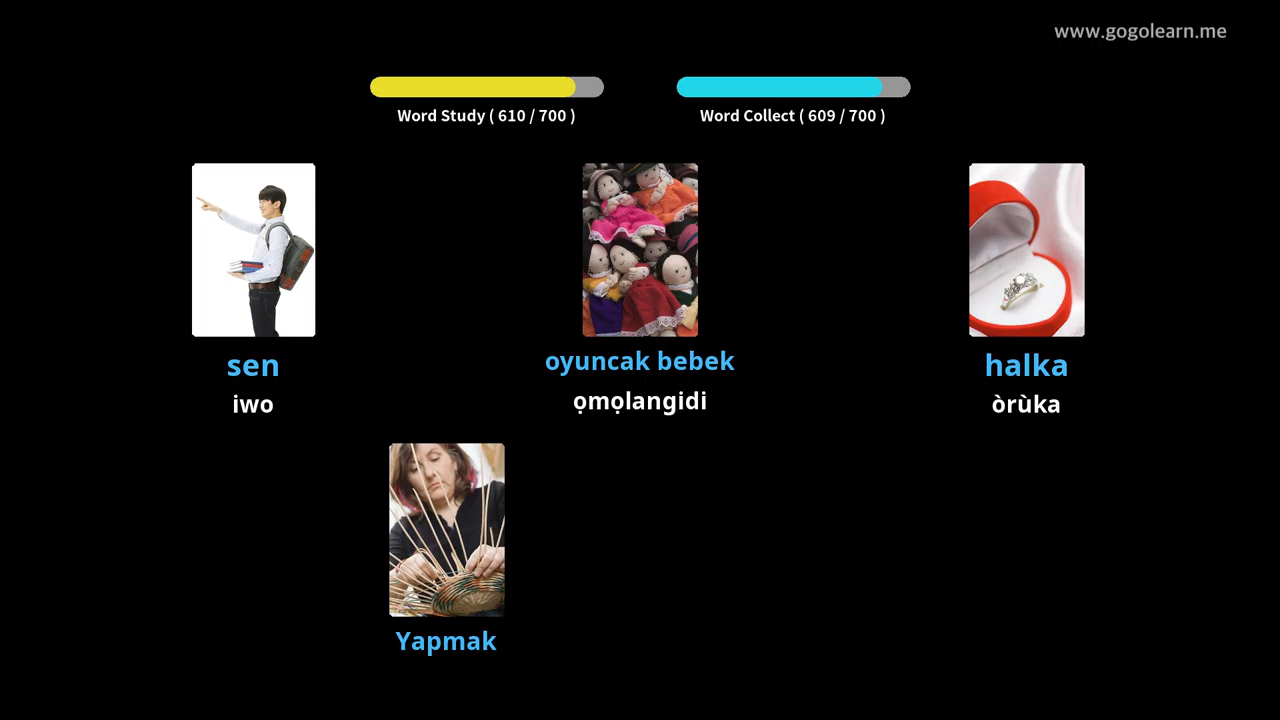 www.gogolearn.me
Word Study ( 610 / 700 )
Word Collect ( 609 / 700 )
sen
iwo
oyuncak bebek
ọmọlangidi
halka
òrùka
Yapmak